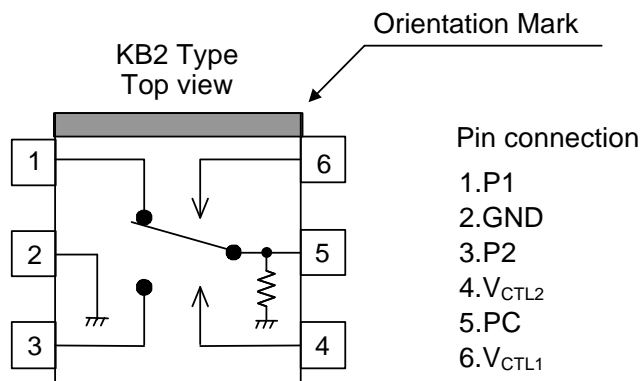 Orientation Mark
KB2 Type
Top view
1
6
2
5
3
4
Pin connection
1.P1
2.GND
3.P2
4.VCTL2
5.PC
6.VCTL1